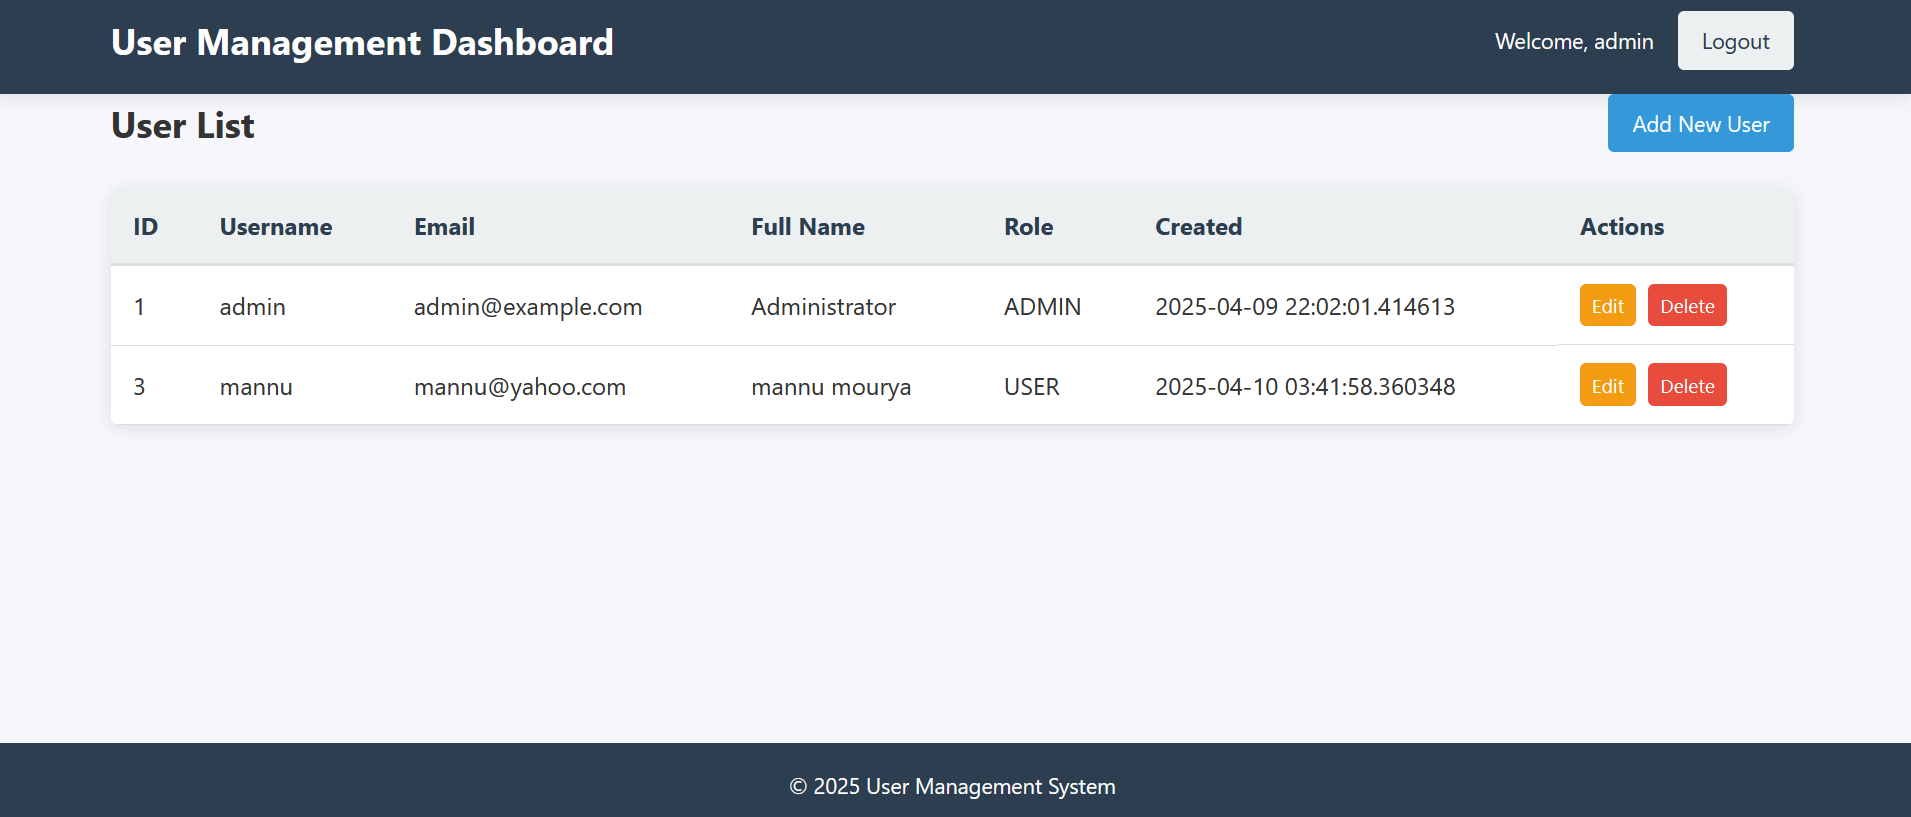 User Management Dashboard Welcome, admin Logout
User List Add New User
ID Username Email Full Name Role Created Actions
1 admin admin@example.com Administrator ADMIN 2025-04-09 22:02:01.414613 Edit Delete
3 mannu mannu@yahoo.com mannu mourya USER 2025-04-10 03:41:58.360348 Edit Delete
© 2025 User Management System